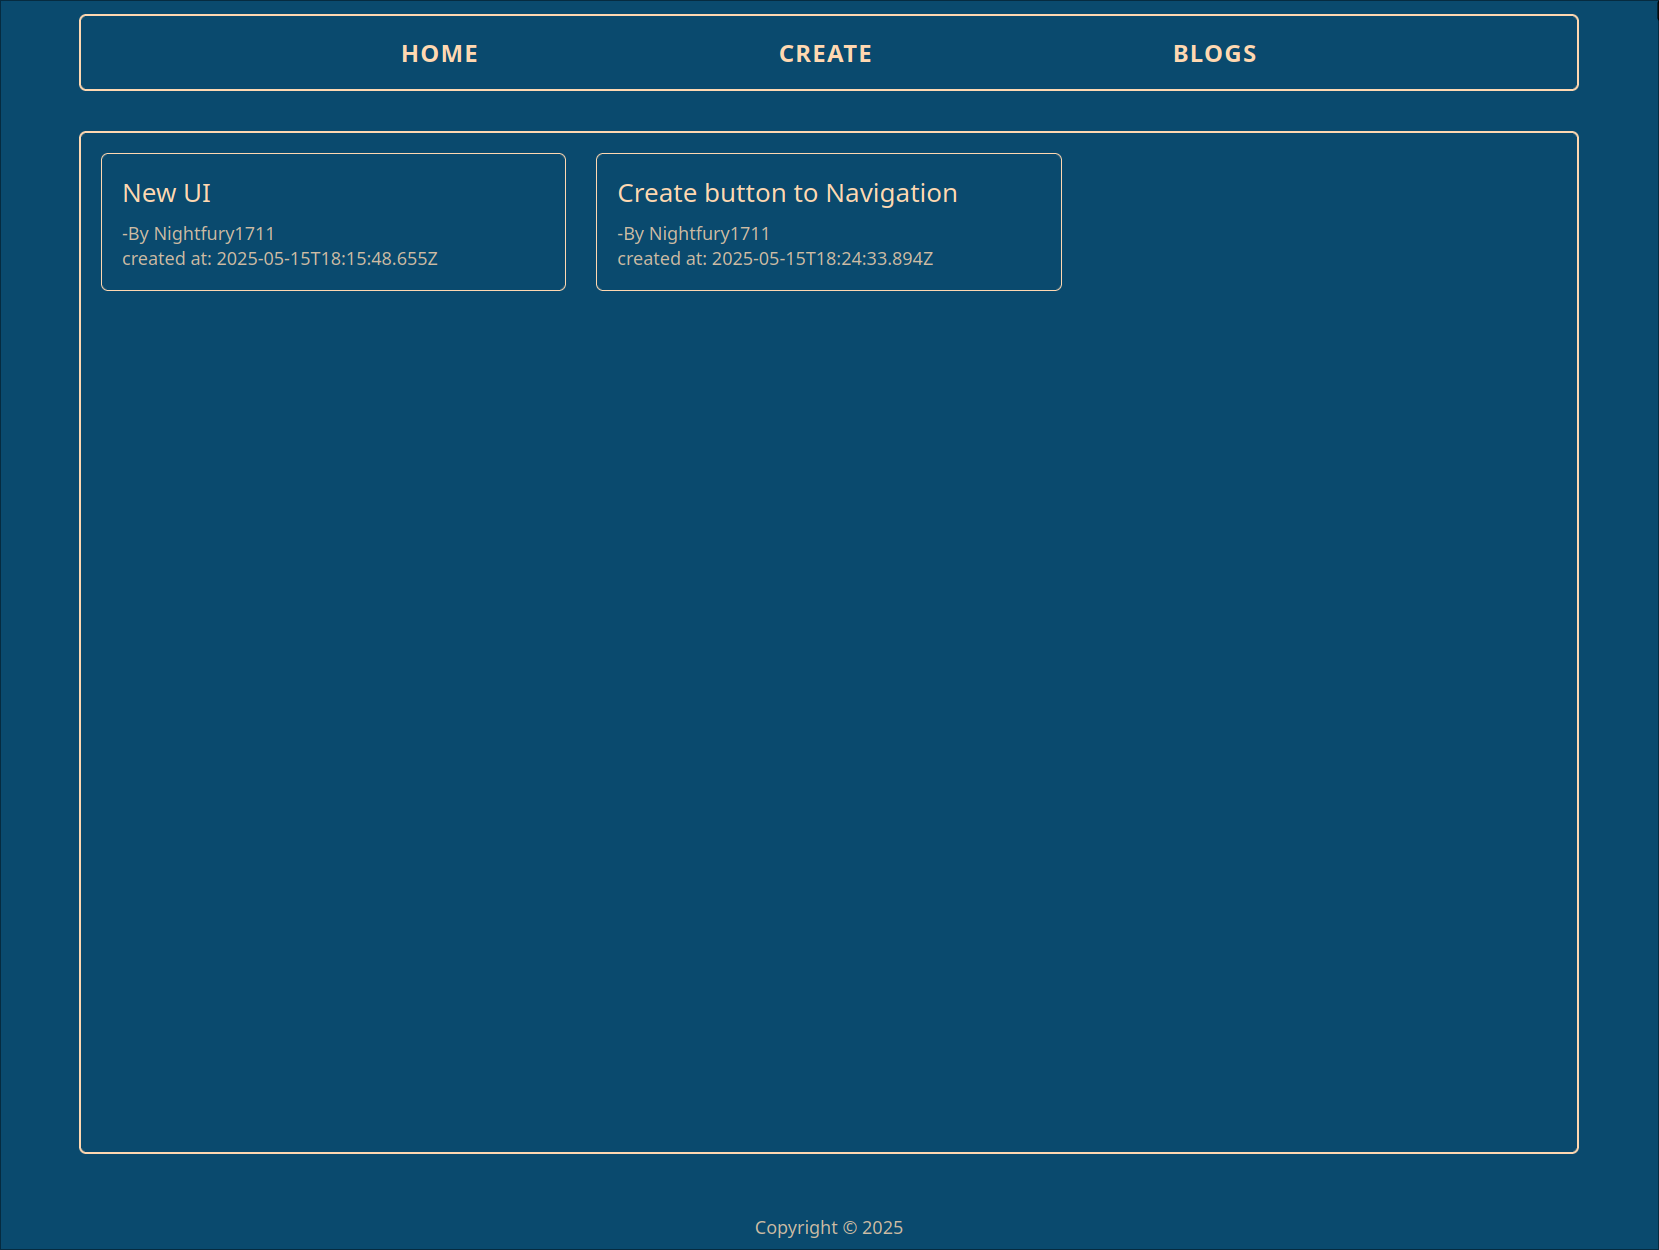 HOME CREATE BLOGS
New UI
-By Nightfury1711
created at: 2025-05-15T18:15:48.655Z
Create button to Navigation
-By Nightfury1711
created at: 2025-05-15T18:24:33.894Z
Copyright © 2025